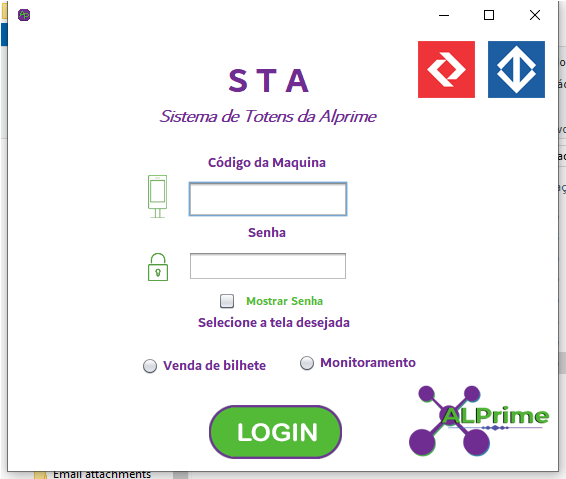 STA
Sistema de Totens da Alprime
Código da Maquina
Senha
Mostrar Senha
Selecione a tela desejada
Venda de bilhete
Monitoramento
LOGIN
ALPrime
Email attachments